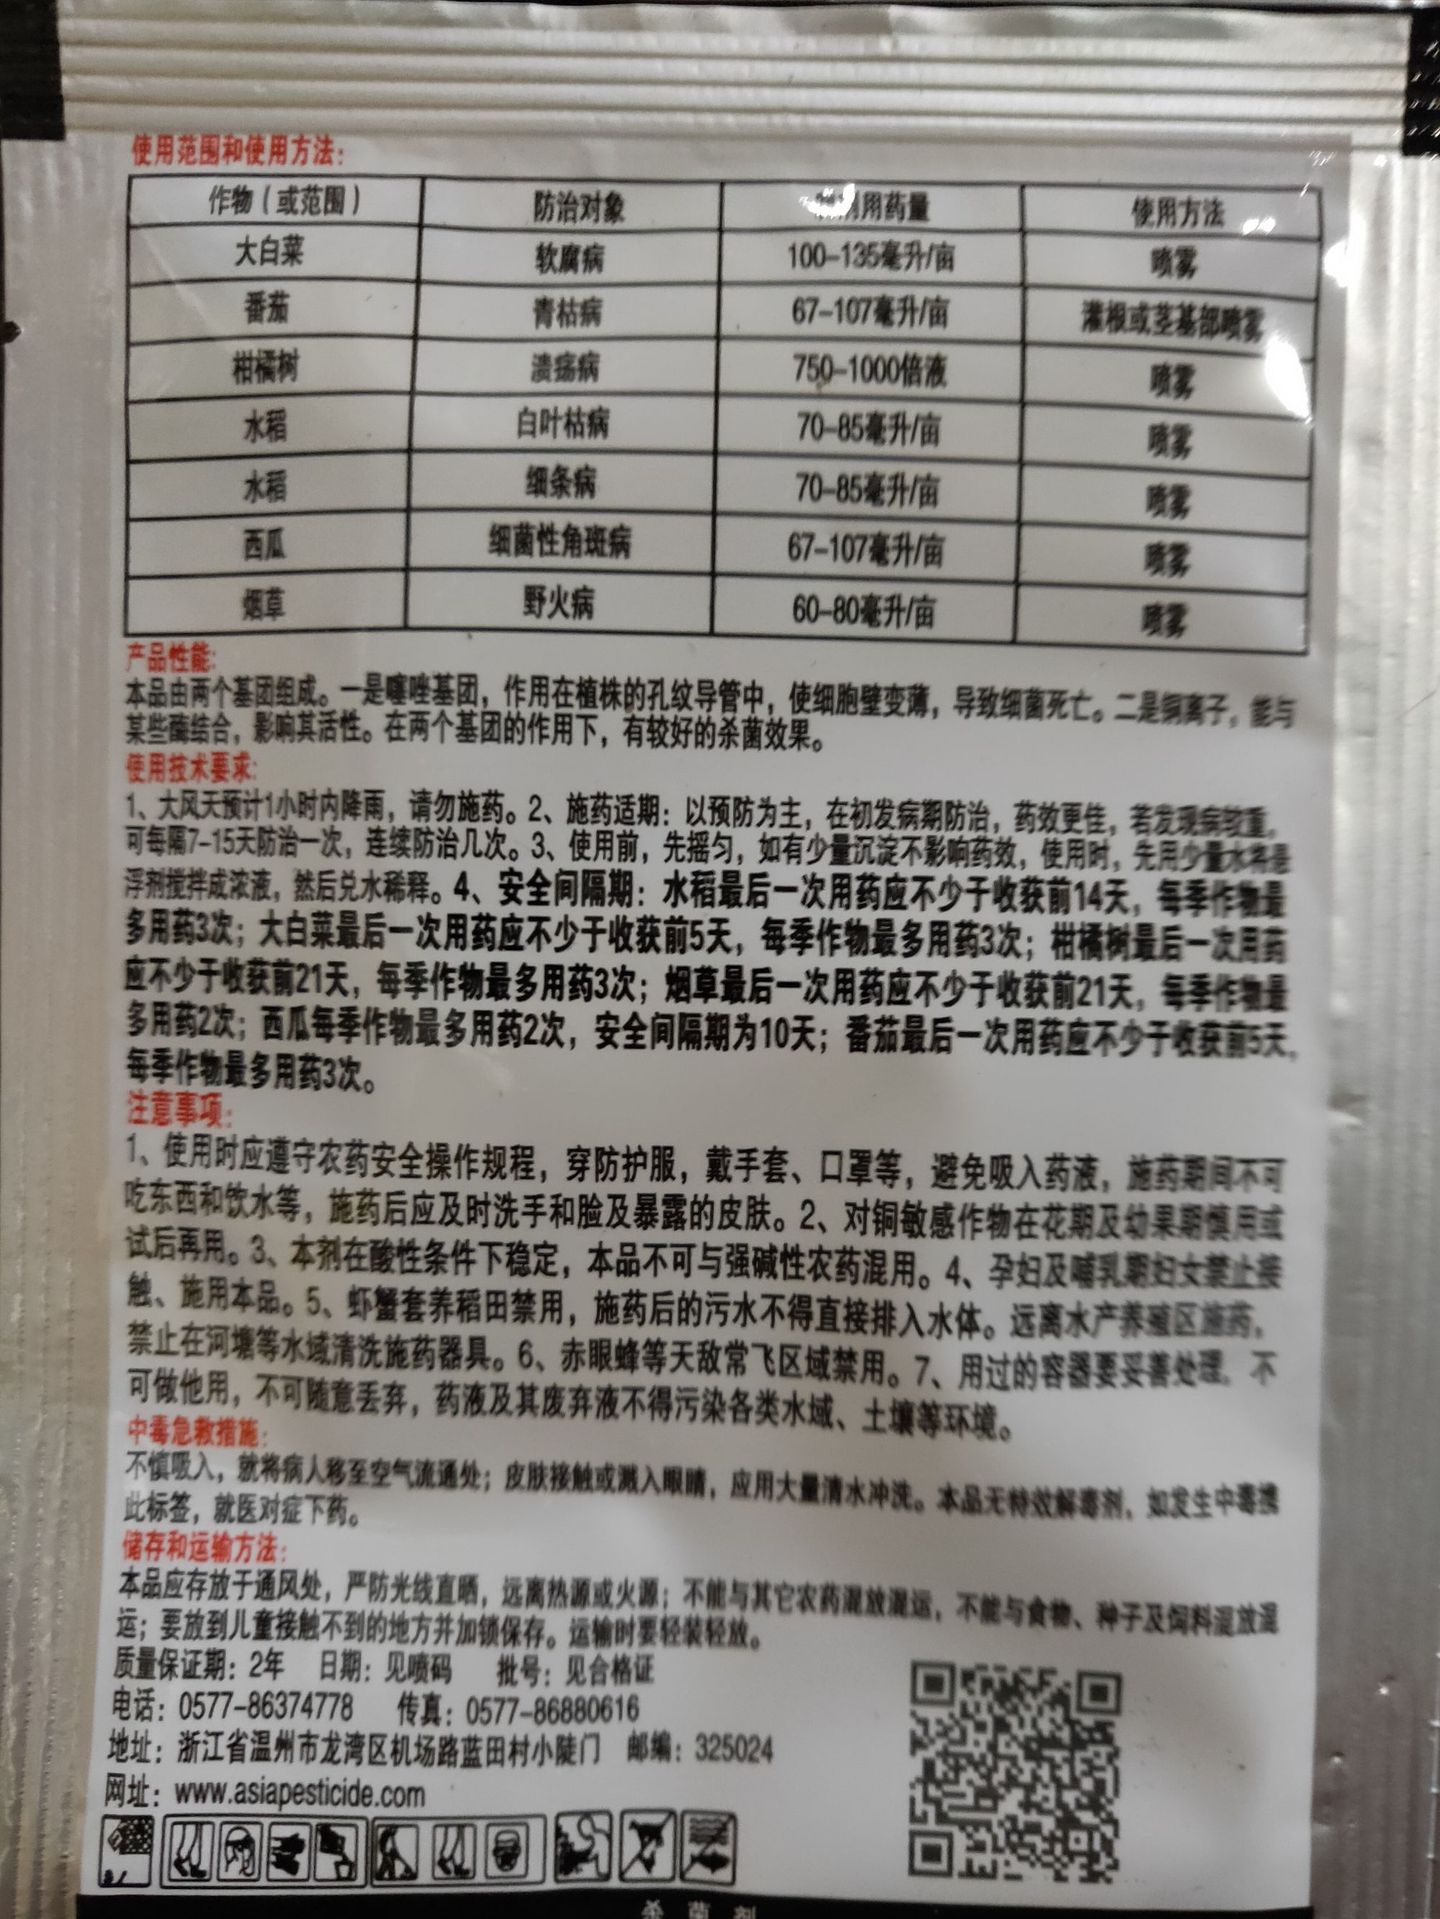 使用范围和使用方法：
作物（或范围） 防治对象 用药量 使用方法
大白菜 软腐病 100-135毫升/亩 喷雾
番茄 青枯病 67-107毫升/亩 灌根或茎基部喷雾
柑橘树 溃疡病 750-1000倍液 喷雾
水稻 白叶枯病 70-85毫升/亩 喷雾
水稻 细条病 70-85毫升/亩 喷雾
西瓜 细菌性角斑病 67-107毫升/亩 喷雾
烟草 野火病 60-80毫升/亩 喷雾
产品性能：
本品由两个基团组成。一是噻唑基团，作用在植株的孔纹导管中，使细胞壁变薄，导致细菌死亡。二是铜离子，能与
某些酶结合，影响其活性。在两个基团的作用下，有较好的杀菌效果。
使用技术要求：
1、大风天预计1小时内降雨，请勿施药。2、施药适期：以预防为主，在初发病期防治，药效更佳，若发现病较重，
可每隔7-15天防治一次，连续防治几次。3、使用前，先摇匀，如有少量沉淀不影响药效，使用时，先用少量水将悬
浮剂搅拌成浓液，然后兑水稀释。4、安全间隔期：水稻最后一次用药应不少于收获前14天，每季作物最
多用药3次；大白菜最后一次用药应不少于收获前5天，每季作物最多用药3次；柑橘树最后一次用药
应不少于收获前21天，每季作物最多用药3次；烟草最后一次用药应不少于收获前21天，每季作物最
多用药2次；西瓜每季作物最多用药2次，安全间隔期为10天；番茄最后一次用药应不少于收获前5天，
每季作物最多用药3次。
注意事项：
1、使用时应遵守农药安全操作规程，穿防护服，戴手套、口罩等，避免吸入药液，施药期间不可
吃东西和饮水等，施药后应及时洗手和脸及暴露的皮肤。2、对铜敏感作物在花期及幼果期慎用或
试后再用。3、本剂在酸性条件下稳定，本品不可与强碱性农药混用。4、孕妇及哺乳期妇女禁止接
触、施用本品。5、虾蟹套养稻田禁用，施药后的污水不得直接排入水体。远离水产养殖区施药，
禁止在河塘等水域清洗施药器具。6、赤眼蜂等天敌常飞区域禁用。7、用过的容器要妥善处理，不
可做他用，不可随意丢弃，药液及其废弃液不得污染各类水域、土壤等环境。
中毒急救措施：
不慎吸入，就将病人移至空气流通处；皮肤接触或溅入眼睛，应用大量清水冲洗。本品无特效解毒剂，如发生中毒携
此标签，就医对症下药。
储存和运输方法：
本品应存放于通风处，严防光线直晒，远离热源或火源；不能与其它农药混放混运，不能与食物、种子及饲料混放混
运；要放到儿童接触不到的地方并加锁保存。运输时要轻装轻放。
质量保证期：2年 日期：见喷码 批号：见合格证
电话：0577-86374778 传真：0577-86880616
地址：浙江省温州市龙湾区机场路蓝田村小陡门 邮编：325024
网址：www.asiapesticide.com
杀菌剂